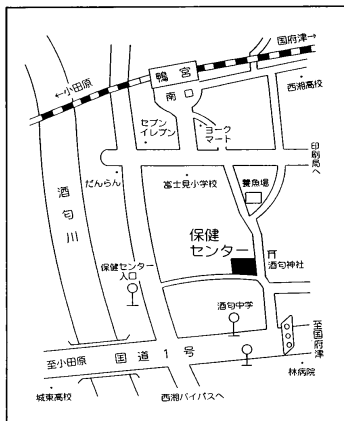 国府津→
鴨宮
←小田原
南口
西湘高校
セブン
イレブン
ヨーク
マート
印刷局へ
だんらん
富士見小学校
養魚場
酒匂川
保健
センター
酒匂神社
保健センター
入口
酒匂中学
至国府津
至小田原
国道1号
林病院
城東高校
西湘バイパスへ